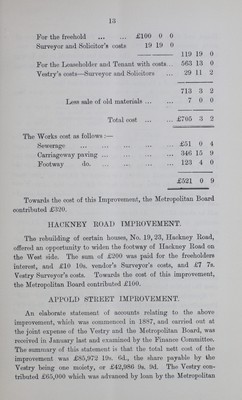 13
For the freehold ... ... £100 0 0
Surveyor and Solicitor's costs 19 19 0
119 19 0
For the Leaseholder and Tenant with costs... 563 13 0
Vestry's costs—Surveyor and Solicitors ... 29 11 2
713 3 2
Less sale of old materials ... ... 7 0 0
Total cost ... ... £705 3 2
The Works cost as follows :—
Sewerage ... ... ... ... ... £51 0 4
Carriageway paving ... ... ... ... 346 15 9
Footway do. ... ... ... ... 123 4 0
£521 0 9
Towards the cost of this Improvement, the Metropolitan Board
contributed £320.
HACKNEY ROAD IMPROVEMENT.
The rebuilding of certain houses, No. 19, 23, Hackney Road,
offered an opportunity to widen the footway of Hackney Road on
the West side. The sum of £200 was paid for the freeholders
interest, and £10 10s. vendor's Surveyor's costs, and £7 7s.
Vestry Surveyor's costs. Towards the cost of this improvement,
the Metropolitan Board contributed £100.
APPOLD STREET IMPROVEMENT.
An elaborate statement of accounts relating to the above
improvement, which was commenced in 1887, and carried out at
the joint expense of the Vestry and the Metropolitan Board, was
received in January last and examined by the Finance Committee.
The summary of this statement is that the total nett cost of the
improvement was £85,972 19s. 6d., the share payable by the
Vestry being one moiety, or £42,986 9s. 9d. The Vestry con-
tributed £65,000 which was advanced by loan by the Metropolitan